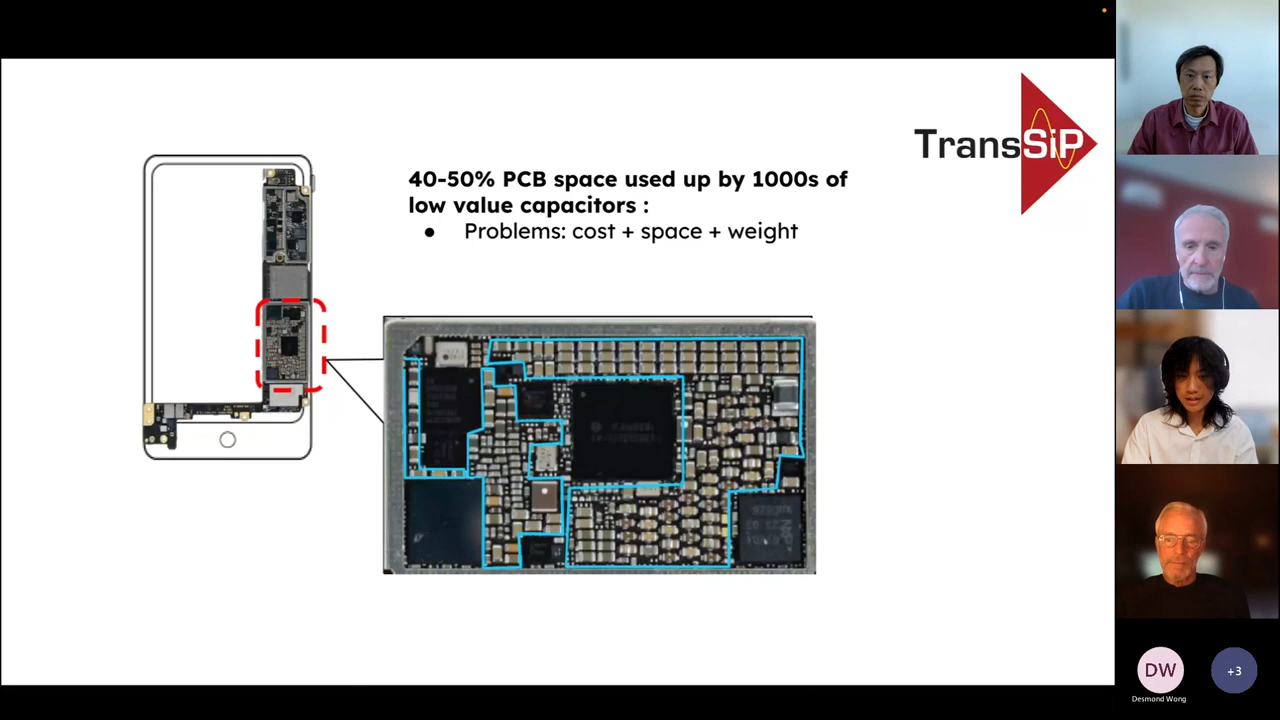 TransSiP
40-50% PCB space used up by 1000s of
low value capacitors :
● Problems: cost + space + weight
DW
+3
Desmond Wong